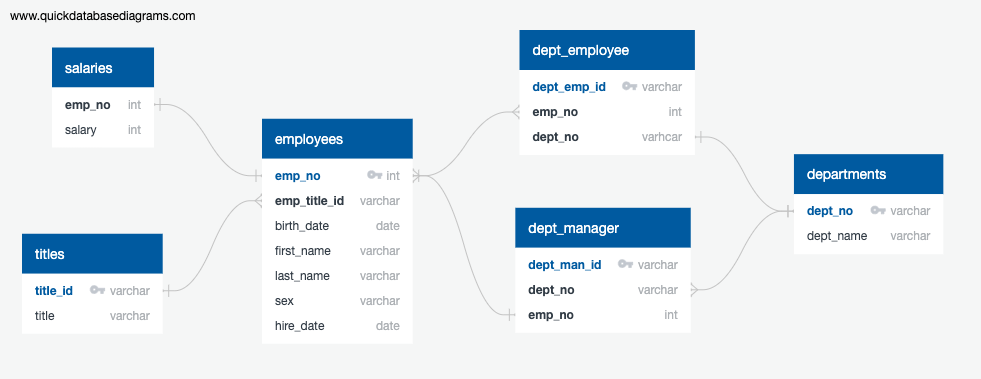 www.quickdatabasediagrams.com
salaries
emp_no int
salary int
titles
title_id varchar
title varchar
employees
emp_no int
emp_title_id varchar
birth_date date
first_name varchar
last_name varchar
sex varchar
hire_date date
dept_employee
dept_emp_id varchar
emp_no int
dept_no varhcar
dept_manager
dept_man_id varchar
dept_no varchar
emp_no int
departments
dept_no varchar
dept_name varchar